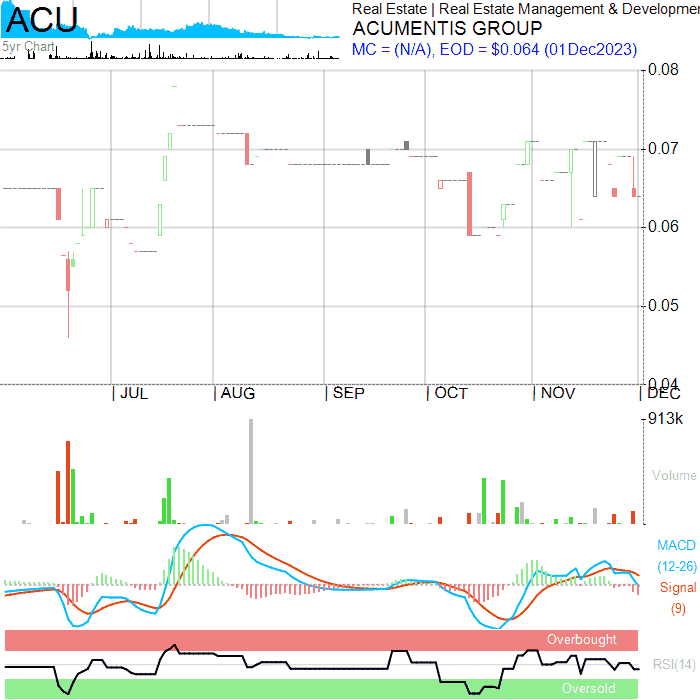 ACU
5yr Chart
Real Estate | Real Estate Management & Developmen
ACUMENTIS GROUP
MC = (N/A), EOD = $0.064 (01Dec2023)
0.08
0.07
0.06
0.05
0.04
JUL AUG SEP OCT NOV DEC
913k
Volume
MACD
(12-26)
Signal
(9)
Overbought
RSI(14)
Oversold